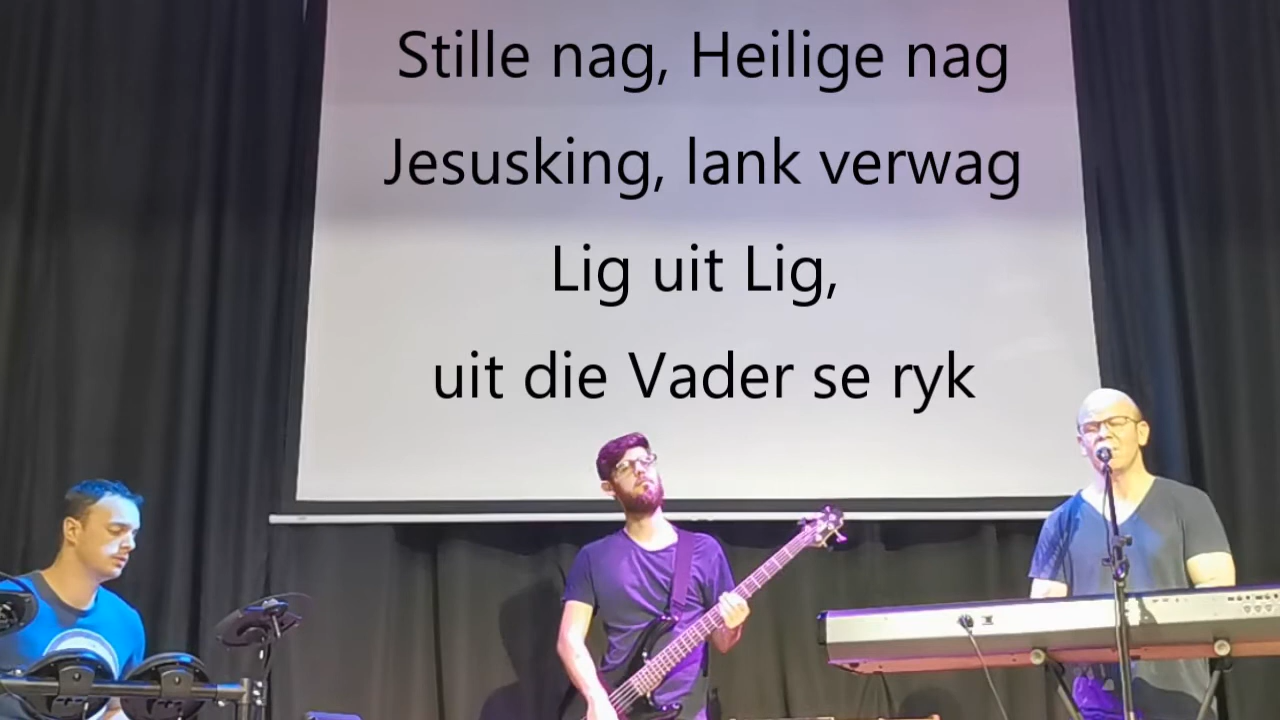 Stille nag, Heilige nag
Jesusking, lank verwag
Lig uit Lig,
uit die Vader se ryk